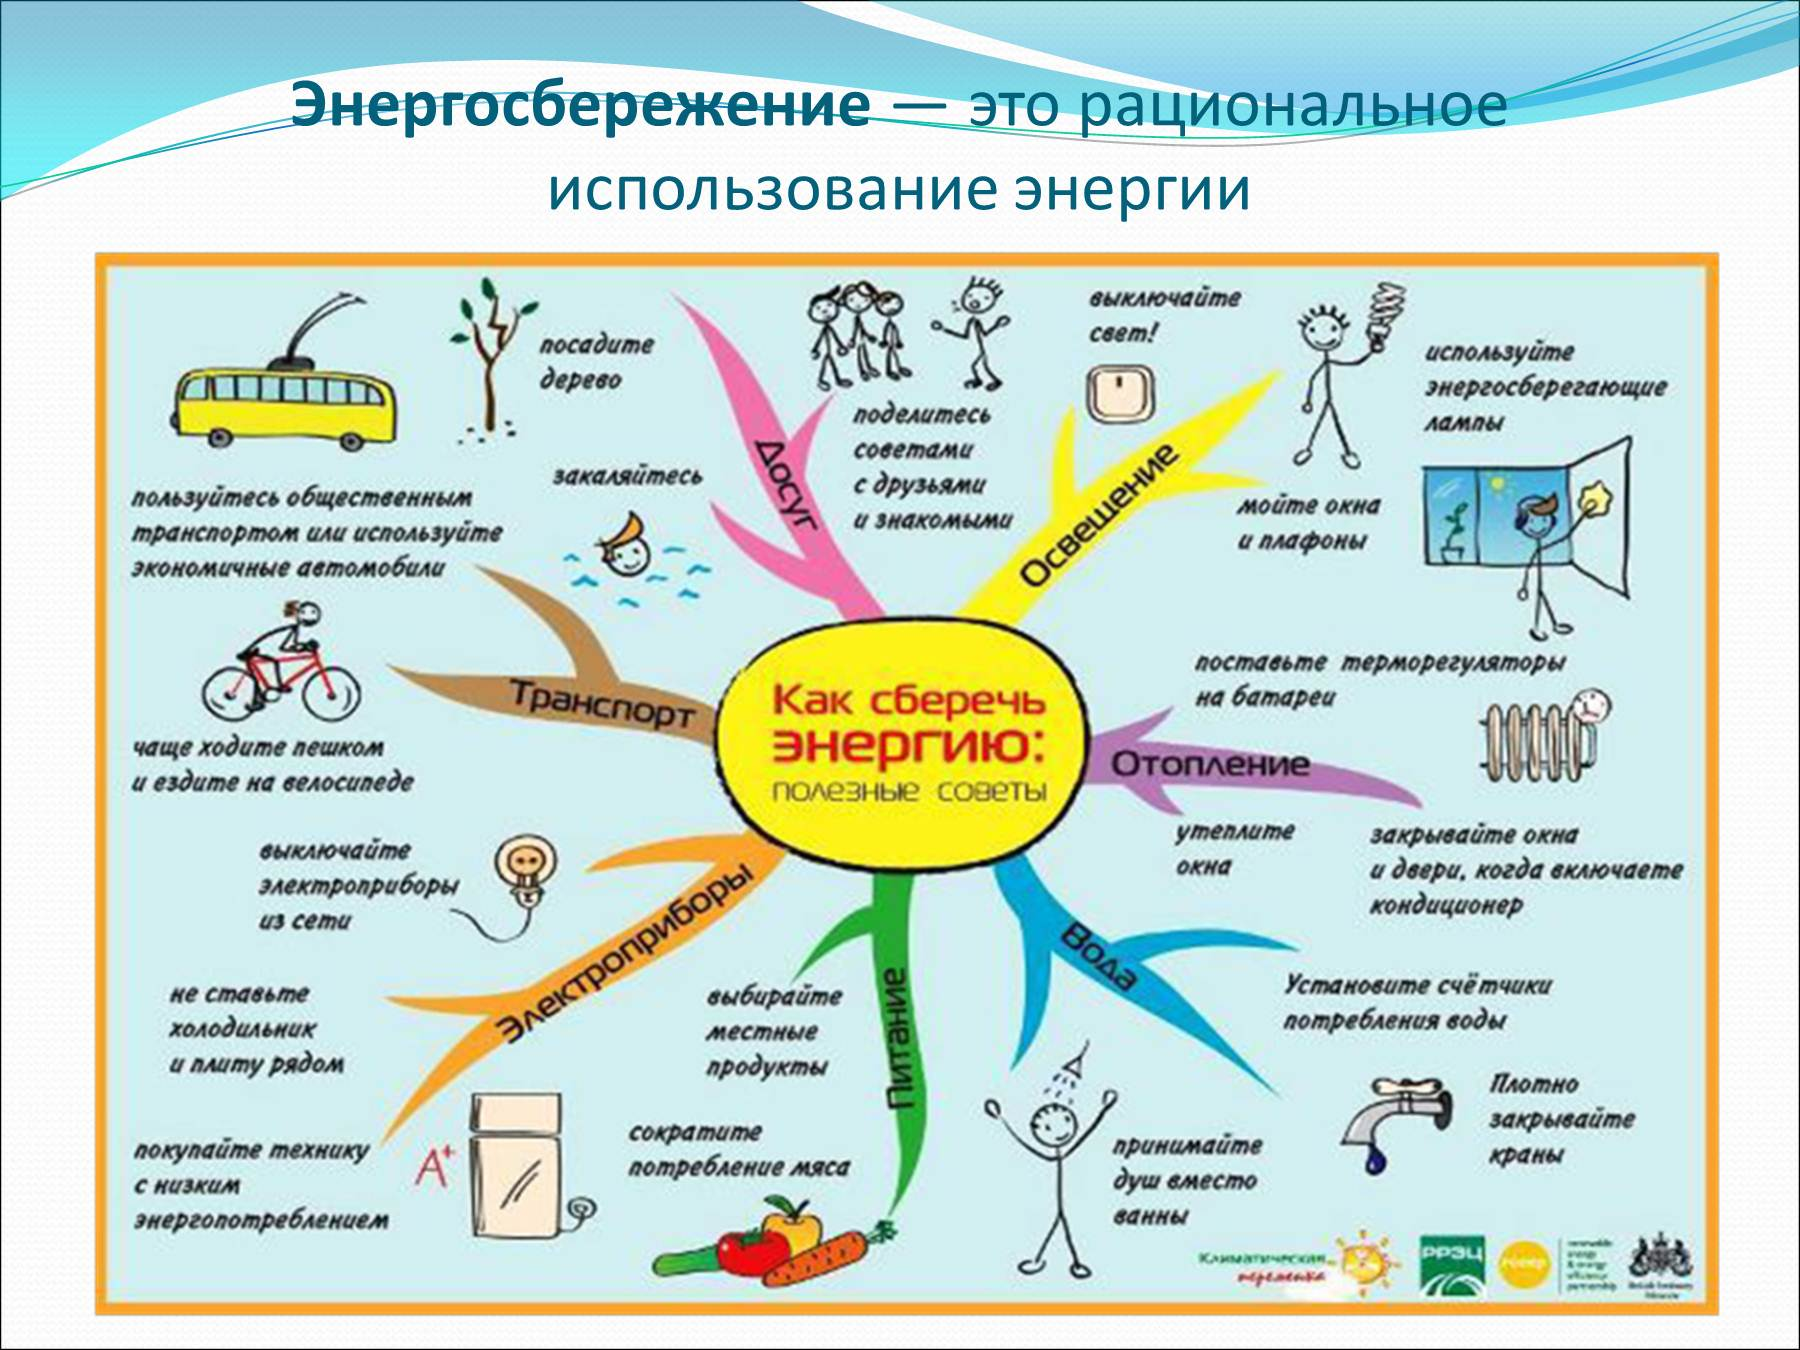 Энергосбережение — это рациональное
использование энергии
посадите
дерево
пользуйтесь общественным
транспортом или используйте
экономичные автомобили
закаляйтесь
Досуг
поделитесь
советами
с друзьями
и знакомыми
выключайте
свет!
используйте
энергосберегающие
лампы
Освещение
мойте окна
и плафоны
Транспорт
чаще ходите пешком
и ездите на велосипеде
Как сберечь
энергию:
полезные советы
поставьте терморегуляторы
на батареи
Отопление
утеплите
окна
закрывайте окна
и двери, когда включаете
кондиционер
выключайте
электроприборы
из сети
Электроприборы
не ставьте
холодильник
и плиту рядом
покупайте технику
с низким
энергопотреблением
A+
выбирайте
местные
продукты
Питание
сократите
потребление мяса
Вода
Установите счётчики
потребления воды
Плотно
закрывайте
краны
принимайте
душ вместо
ванны
Климатическая
переменка
РРЭЦ